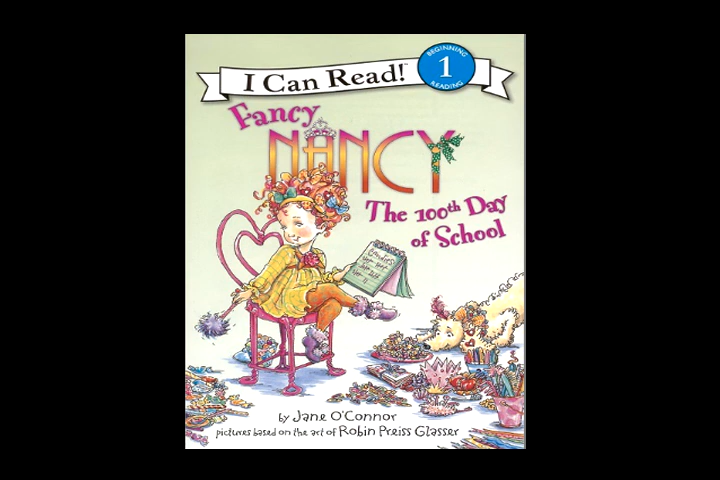 I Can Read!™
BEGINNING
1
READING
Fancy
NANCY
The 100th Day
of School
by Jane O'Connor
pictures based on the art of Robin Preiss Glasser